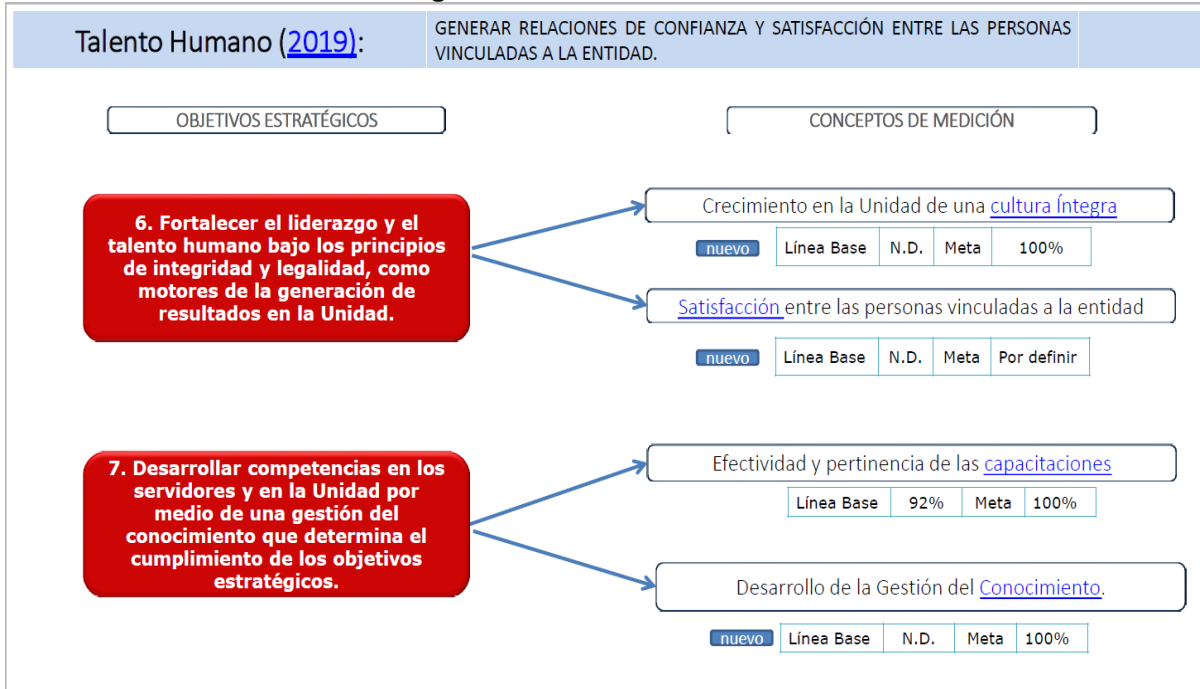 Talento Humano (2019):
GENERAR RELACIONES DE CONFIANZA Y SATISFACCIÓN ENTRE LAS PERSONAS
VINCULADAS A LA ENTIDAD.
OBJETIVOS ESTRATÉGICOS
CONCEPTOS DE MEDICIÓN
6. Fortalecer el liderazgo y el
talento humano bajo los principios
de integridad y legalidad, como
motores de la generación de
resultados en la Unidad.
Crecimiento en la Unidad de una cultura Íntegra
nuevo Línea Base N.D. Meta 100%
Satisfacción entre las personas vinculadas a la entidad
nuevo Línea Base N.D. Meta Por definir
7. Desarrollar competencias en los
servidores y en la Unidad por
medio de una gestión del
conocimiento que determina el
cumplimiento de los objetivos
estratégicos.
Efectividad y pertinencia de las capacitaciones
Línea Base 92% Meta 100%
Desarrollo de la Gestión del Conocimiento.
nuevo Línea Base N.D. Meta 100%